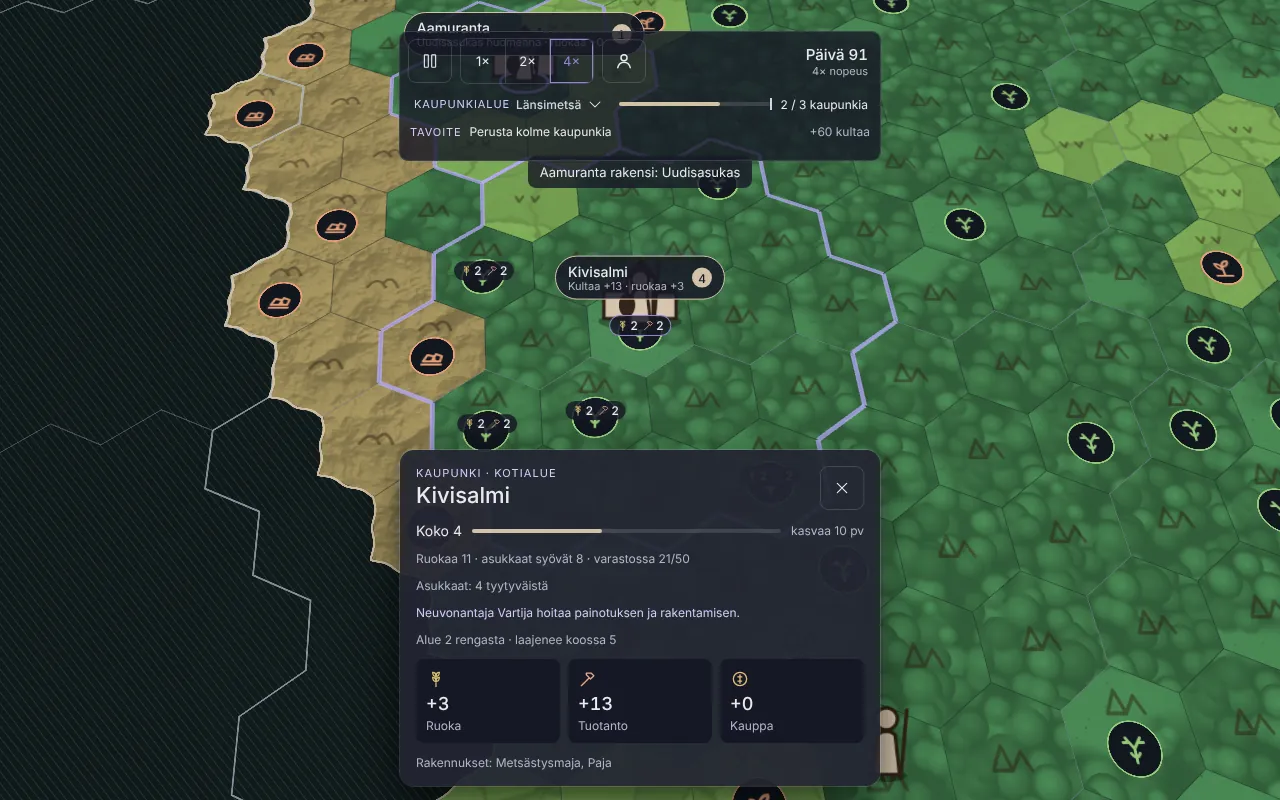 Aamuranta
1
1×
2×
4×
Päivä 91
4× nopeus
KAUPUNKIALUE Länsimetsä
2 / 3 kaupunkia
TAVOITE Perusta kolme kaupunkia
+60 kultaa
Aamuranta rakensi: Uudisasukas
2 2
Kivisalmi
Kultaa +13 · ruokaa +3
4
2 2
2 2
2 2
KAUPUNKI · KOTIALUE
Kivisalmi
Koko 4
kasvaa 10 pv
Ruokaa 11 · asukkaat syövät 8 · varastossa 21/50
Asukkaat: 4 tyytyväistä
Neuvonantaja Vartija hoitaa painotuksen ja rakentamisen.
Alue 2 rengasta · laajenee koossa 5
+3
Ruoka
+13
Tuotanto
+0
Kauppa
Rakennukset: Metsästysmaja, Paja